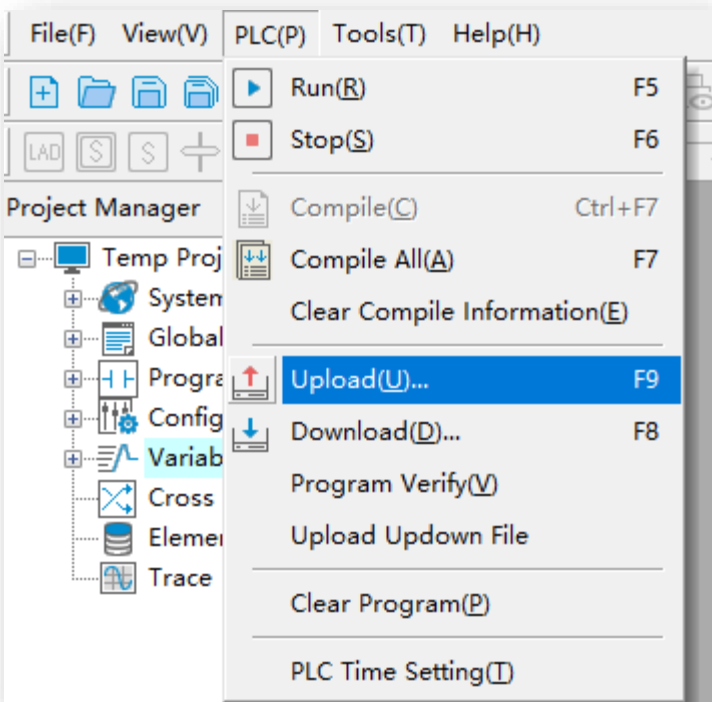 File(F) View(V) PLC(P) Tools(T) Help(H)
Run(R) F5
LAD S S Stop(S) F6
Project Manager Compile(C) Ctrl+F7
Temp Proj Compile All(A) F7
System Clear Compile Information(E)
Global
Progra Upload(U)... F9
Config Download(D)... F8
Variab
Cross Program Verify(V)
Elemen Upload Updown File
Trace
Clear Program(P)
PLC Time Setting(T)